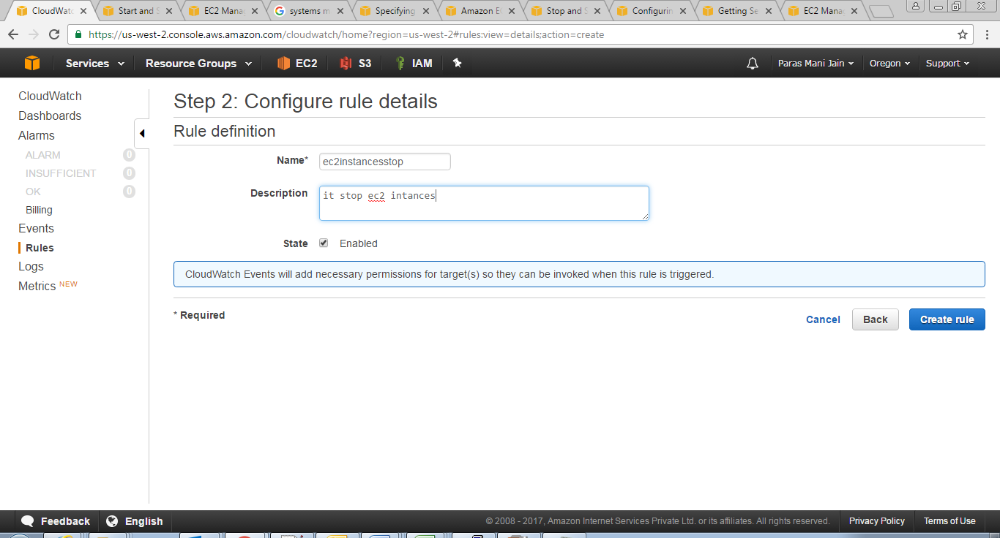 CloudWatc
Start and S
EC2 Mana
systems m
Specifying
Amazon E
Stop and S
Configurin
Getting Se
EC2 Mana
https://us-west-2.console.aws.amazon.com/cloudwatch/home?region=us-west-2#rules:view=details;action=create
Services
Resource Groups
EC2
S3
IAM
Paras Mani Jain
Oregon
Support
CloudWatch
Dashboards
Alarms
ALARM 0
INSUFFICIENT 0
OK 0
Billing
Events
Rules
Logs
Metrics NEW
Step 2: Configure rule details
Rule definition
Name* ec2instancesstop
Description it stop ec2 intances
State Enabled
CloudWatch Events will add necessary permissions for target(s) so they can be invoked when this rule is triggered.
* Required
Cancel
Back
Create rule
Feedback
English
© 2008 - 2017, Amazon Internet Services Private Ltd. or its affiliates. All rights reserved.
Privacy Policy
Terms of Use